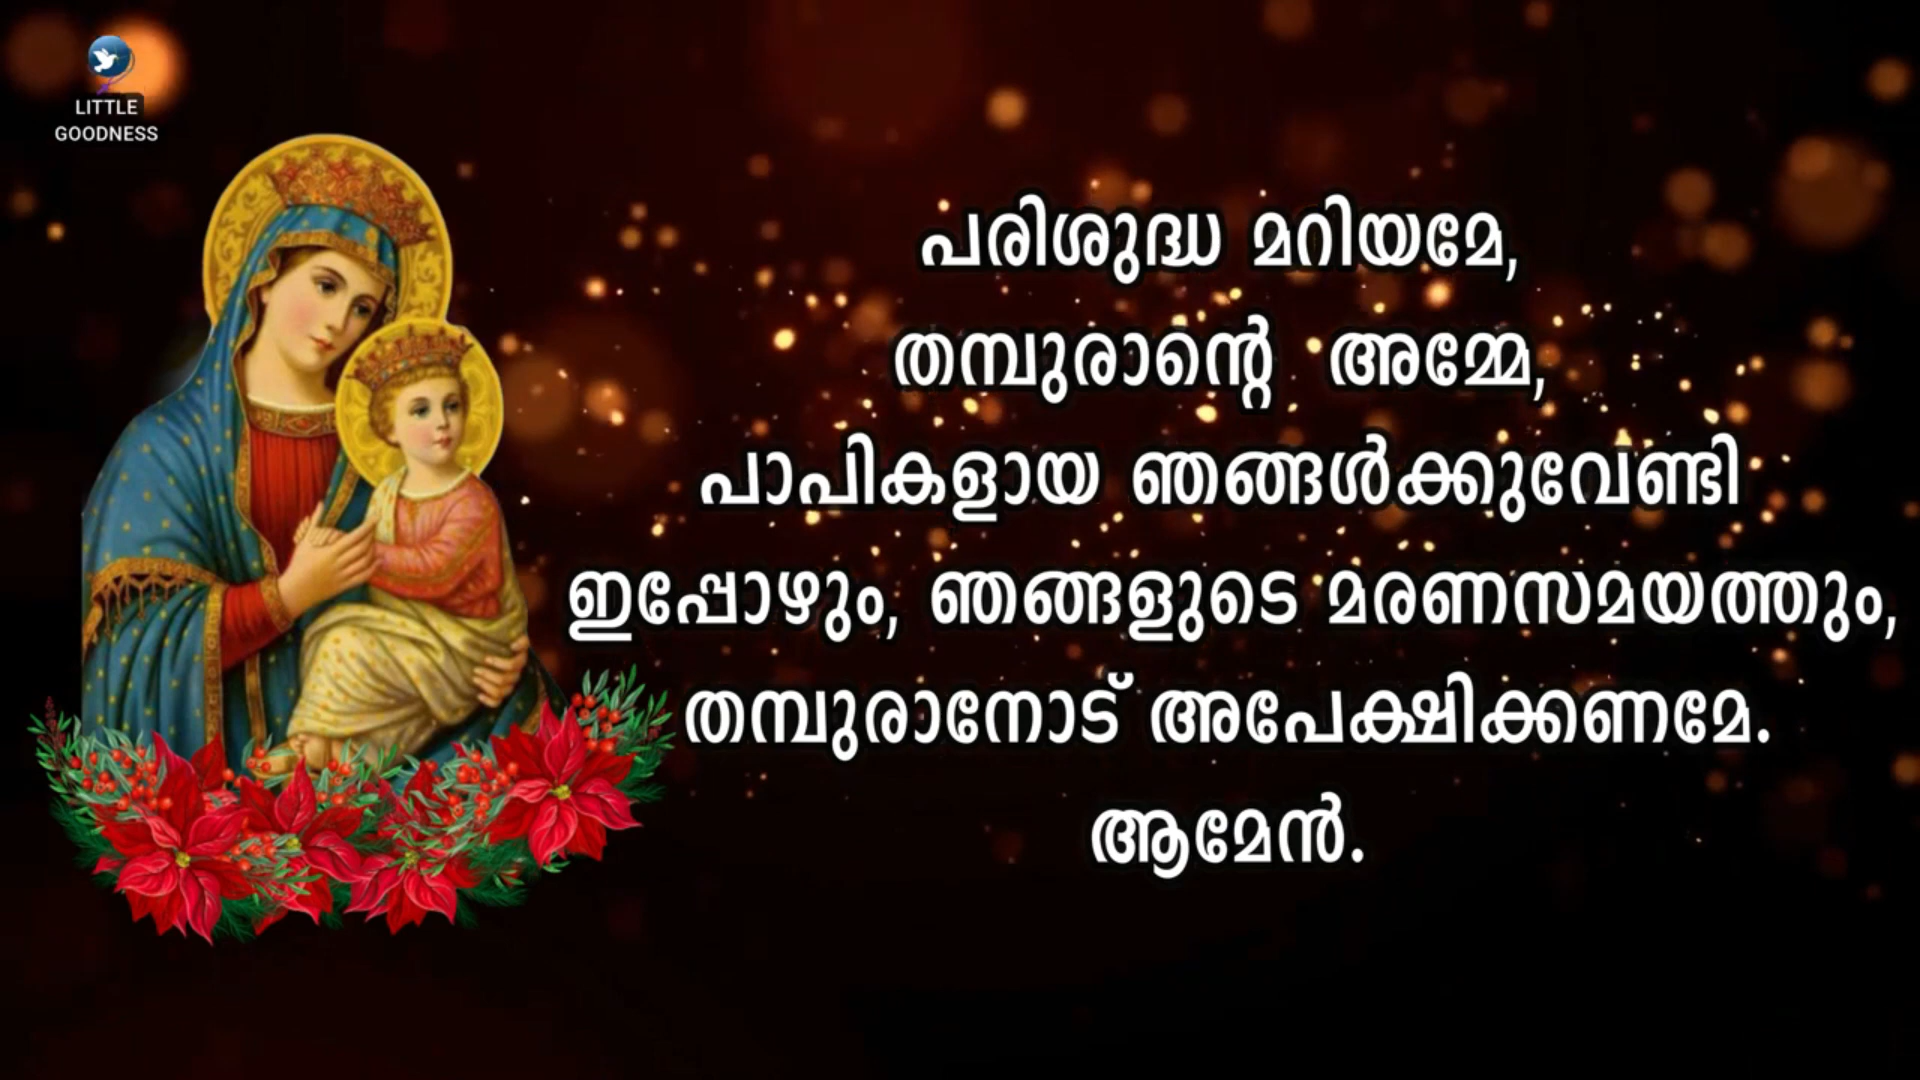 LITTLE
GOODNESS
പരിശുദ്ധ മറിയമേ,
തമ്പുരാന്റെ അമ്മേ,
പാപികളായ ഞങ്ങൾക്കുവേണ്ടി
ഇപ്പോഴും, ഞങ്ങളുടെ മരണസമയത്തും,
തമ്പുരാനോട് അപേക്ഷിക്കണമേ.
ആമേൻ.